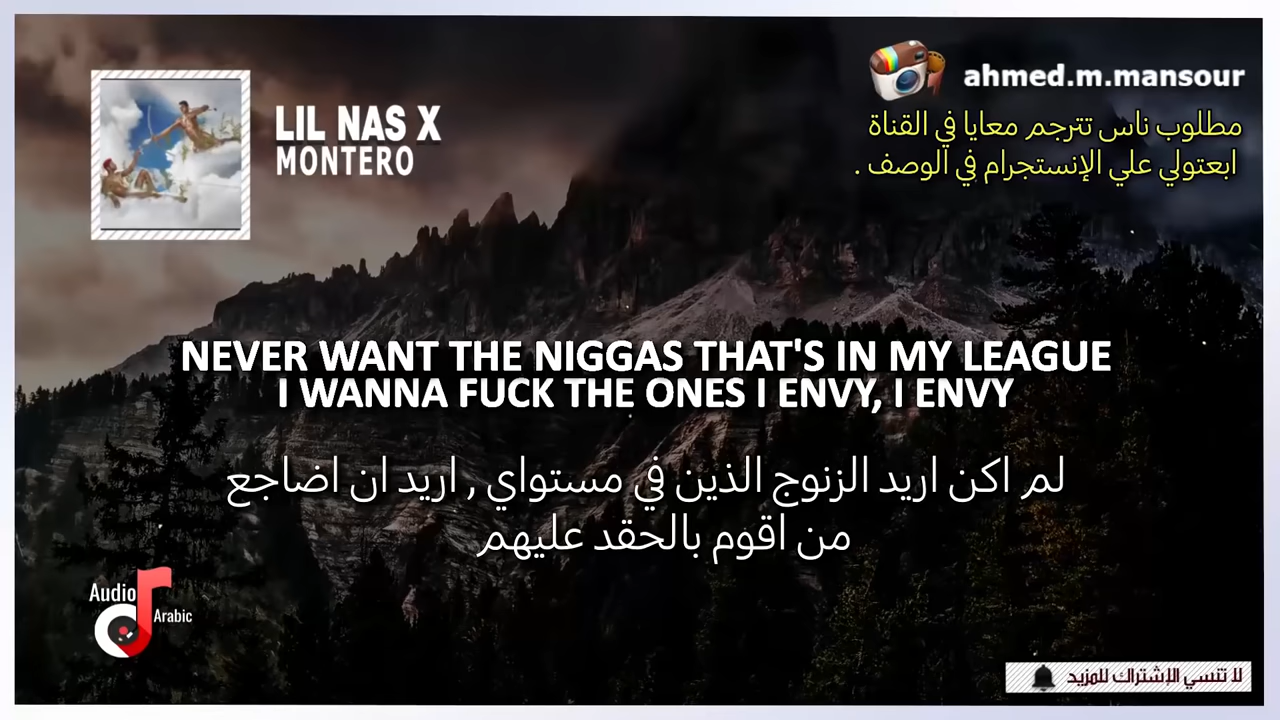 ahmed.m.mansour
مطلوب ناس تترجم معايا في القناة
ابعتولي علي الإنستجرام في الوصف .
LIL NAS X
MONTERO
NEVER WANT THE NIGGAS THAT'S IN MY LEAGUE
I WANNA FUCK THE ONES I ENVY, I ENVY
لم اكن اريد الزنوج الذين في مستواي , اريد ان اضاجع
من اقوم بالحقد عليهم
Audio
Arabic
لا تنسي الإشتراك للمزيد